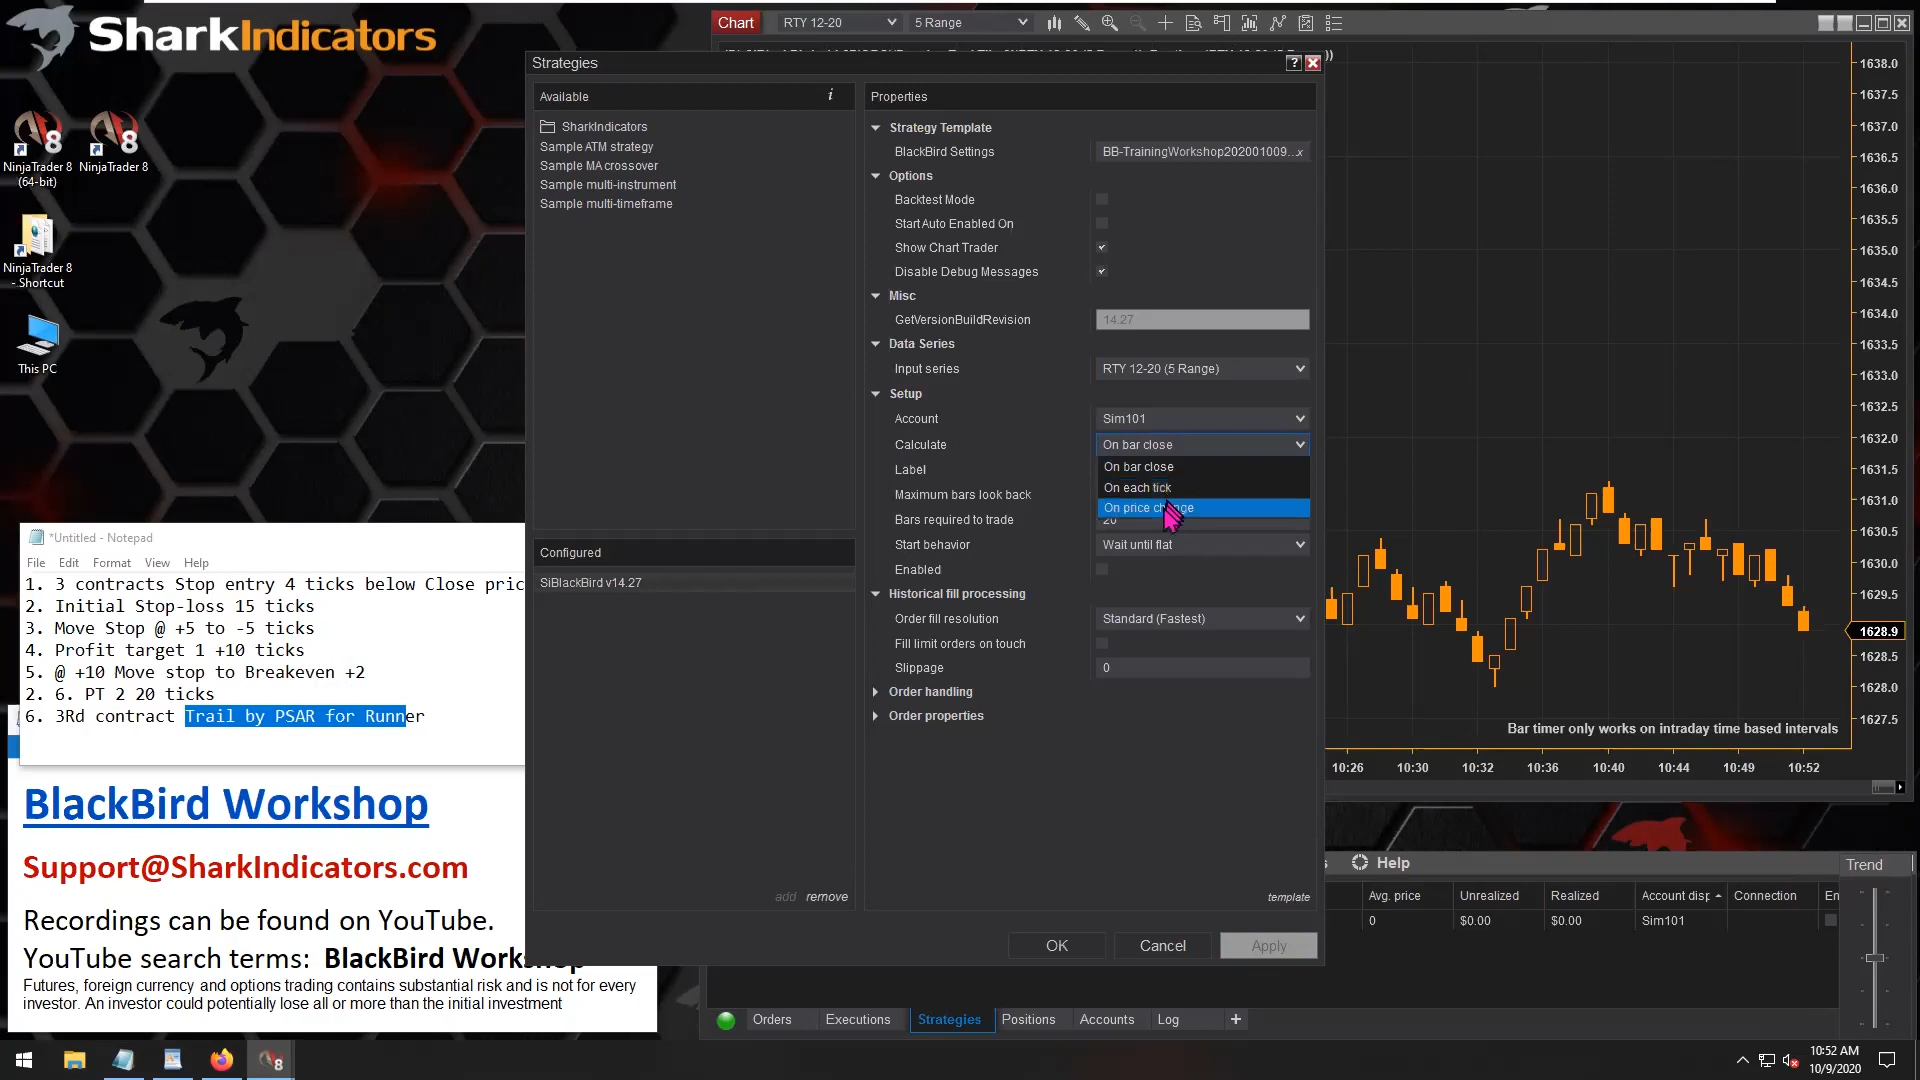 SharkIndicators
NinjaTrader 8
(64-bit)
NinjaTrader 8
NinjaTrader 8
- Shortcut
This PC
Chart
RTY 12-20
5 Range
Strategies
?
Available
i
SharkIndicators
Sample ATM strategy
Sample MA crossover
Sample multi-instrument
Sample multi-timeframe
Configured
SiBlackBird v14.27
add
remove
Properties
Strategy Template
BlackBird Settings
BB-TrainingWorkshop202001009...x
Options
Backtest Mode
Start Auto Enabled On
Show Chart Trader
Disable Debug Messages
Misc
GetVersionBuildRevision
14.27
Data Series
Input series
RTY 12-20 (5 Range)
Setup
Account
Sim101
Calculate
On bar close
On bar close
On each tick
On price change
Label
Maximum bars look back
Bars required to trade
20
Start behavior
Wait until flat
Enabled
Historical fill processing
Order fill resolution
Standard (Fastest)
Fill limit orders on touch
Slippage
0
Order handling
Order properties
template
OK
Cancel
Apply
1638.0
1637.5
1637.0
1636.5
1636.0
1635.5
1635.0
1634.5
1634.0
1633.5
1633.0
1632.5
1632.0
1631.5
1631.0
1630.5
1630.0
1629.5
1628.9
1628.5
1628.0
1627.5
Bar timer only works on intraday time based intervals
10:26
10:30
10:32
10:36
10:40
10:44
10:49
10:52
*Untitled - Notepad
File Edit Format View Help
1. 3 contracts Stop entry 4 ticks below Close pric
2. Initial Stop-loss 15 ticks
3. Move Stop @ +5 to -5 ticks
4. Profit target 1 +10 ticks
5. @ +10 Move stop to Breakeven +2
2. 6. PT 2 20 ticks
6. 3Rd contract Trail by PSAR for Runner
BlackBird Workshop
Support@SharkIndicators.com
Recordings can be found on YouTube.
YouTube search terms: BlackBird Workshop
Futures, foreign currency and options trading contains substantial risk and is not for every
investor. An investor could potentially lose all or more than the initial investment
Help
Trend
Avg. price
Unrealized
Realized
Account disp
Connection
En
0
$0.00
$0.00
Sim101
Orders
Executions
Strategies
Positions
Accounts
Log
+
10:52 AM
10/9/2020